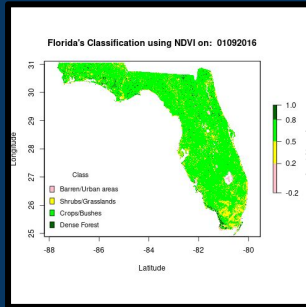 Florida's Classification using NDVI on: 01092016
Longitude
31
30
29
28
27
26
25
Class
Barren/Urban areas
Shrubs/Grasslands
Crops/Bushes
Dense Forest
1.0
0.8
0.5
0.2
-0.2
-88
-86
-84
-82
-80
Latitude